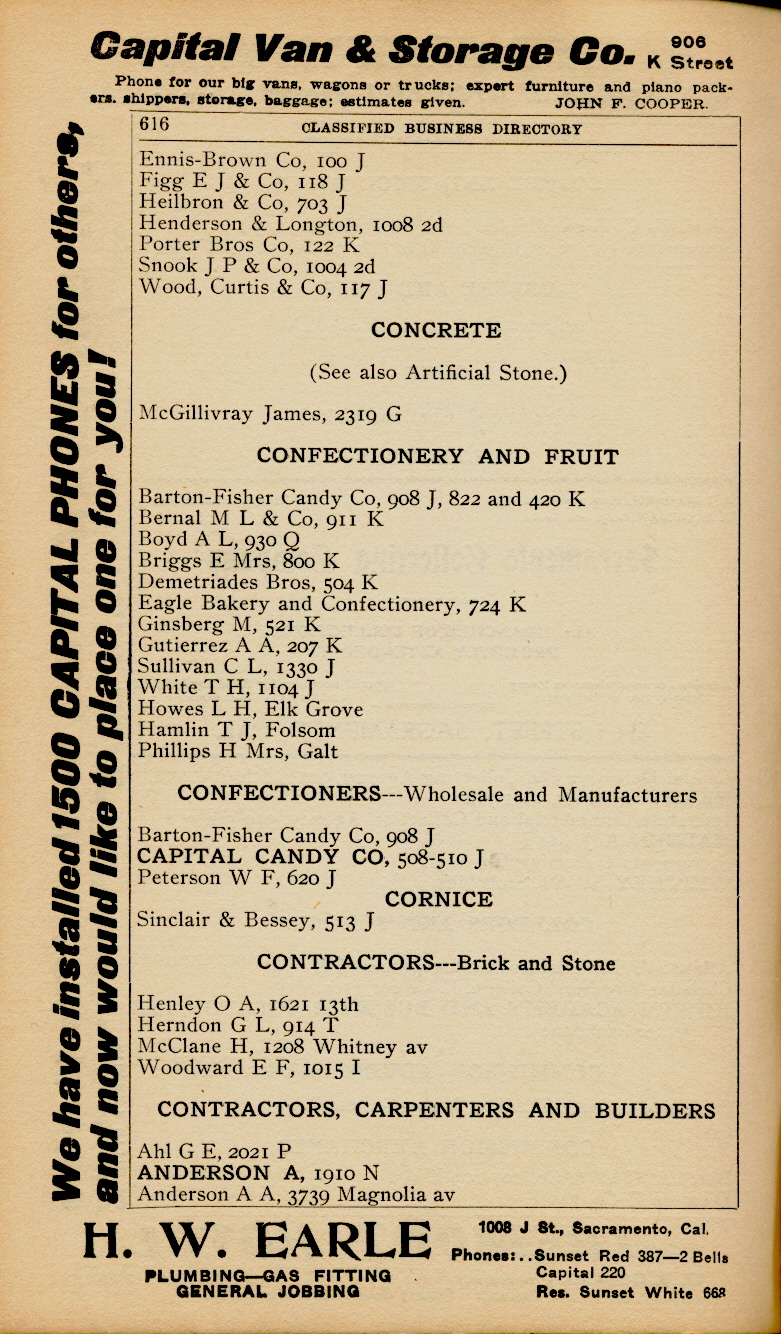 Capital Van & Storage Co. 906 K Street
Phone for our big vans, wagons or trucks; expert furniture and piano pack-
ers. shippers, storage, baggage; estimates given. JOHN F. COOPER.
We have installed 1500 CAPITAL PHONES for others,
and now would like to place one for you!
616 CLASSIFIED BUSINESS DIRECTORY
Ennis-Brown Co, 100 J
Figg E J & Co, 118 J
Heilbron & Co, 703 J
Henderson & Longton, 1008 2d
Porter Bros Co, 122 K
Snook J P & Co, 1004 2d
Wood, Curtis & Co, 117 J
CONCRETE
(See also Artificial Stone.)
McGillivray James, 2319 G
CONFECTIONERY AND FRUIT
Barton-Fisher Candy Co, 908 J, 822 and 420 K
Bernal M L & Co, 911 K
Boyd A L, 930 Q
Briggs E Mrs, 800 K
Demetriades Bros, 504 K
Eagle Bakery and Confectionery, 724 K
Ginsberg M, 521 K
Gutierrez A A, 207 K
Sullivan C L, 1330 J
White T H, 1104 J
Howes L H, Elk Grove
Hamlin T J, Folsom
Phillips H Mrs, Galt
CONFECTIONERS---Wholesale and Manufacturers
Barton-Fisher Candy Co, 908 J
CAPITAL CANDY CO, 508-510 J
Peterson W F, 620 J
CORNICE
Sinclair & Bessey, 513 J
CONTRACTORS---Brick and Stone
Henley O A, 1621 13th
Herndon G L, 914 T
McClane H, 1208 Whitney av
Woodward E F, 1015 I
CONTRACTORS, CARPENTERS AND BUILDERS
Ahl G E, 2021 P
ANDERSON A, 1910 N
Anderson A A, 3739 Magnolia av
H. W. EARLE
PLUMBING—GAS FITTING
GENERAL JOBBING
1008 J St., Sacramento, Cal.
Phones:..Sunset Red 387—2 Bells
Capital 220
Res. Sunset White 668